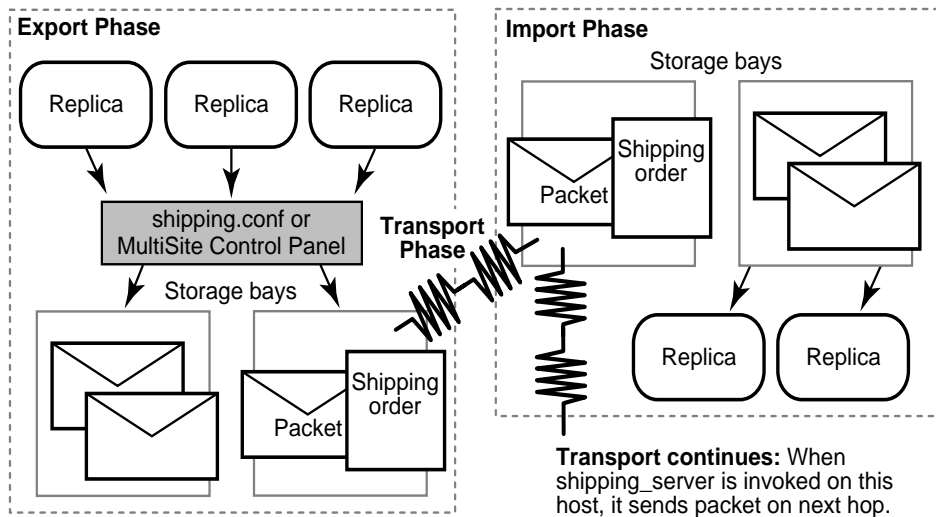 Export Phase
Replica
Replica
Replica
shipping.conf or
MultiSite Control Panel
Storage bays
Packet
Shipping
order
Transport
Phase
Import Phase
Storage bays
Packet
Shipping
order
Replica
Replica
Transport continues: When
shipping_server is invoked on this
host, it sends packet on next hop.